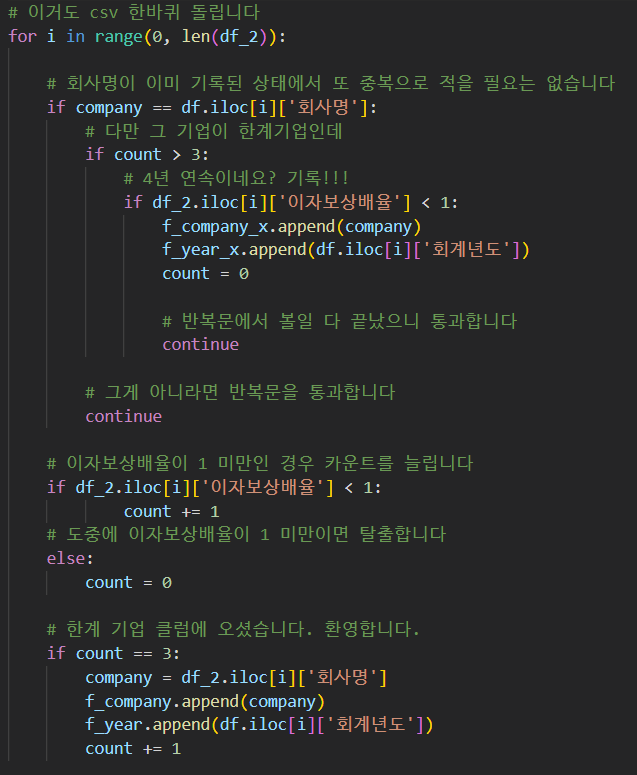 # 이거도 csv 한바퀴 돌립니다
for i in range(0, len(df_2)):
# 회사명이 이미 기록된 상태에서 또 중복으로 적을 필요는 없습니다
if company == df.iloc[i]['회사명']:
# 다만 그 기업이 한계기업인데
if count > 3:
# 4년 연속이네요? 기록!!!
if df_2.iloc[i]['이자보상배율'] < 1:
f_company_x.append(company)
f_year_x.append(df.iloc[i]['회계년도'])
count = 0
# 반복문에서 볼일 다 끝났으니 통과합니다
continue
# 그게 아니라면 반복문을 통과합니다
continue
# 이자보상배율이 1 미만인 경우 카운트를 늘립니다
if df_2.iloc[i]['이자보상배율'] < 1:
count += 1
# 도중에 이자보상배율이 1 미만이면 탈출합니다
else:
count = 0
# 한계 기업 클럽에 오셨습니다. 환영합니다.
if count == 3:
company = df_2.iloc[i]['회사명']
f_company.append(company)
f_year.append(df.iloc[i]['회계년도'])
count += 1